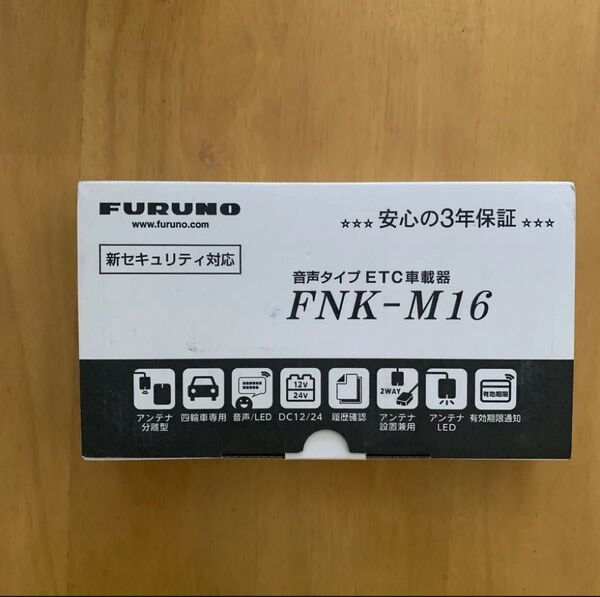 FURUNO
www.furuno.com
☆☆☆ 安心の3年保証 ☆☆☆
新セキュリティ対応
音声タイプ ETC車載器
FNK-M16
12V
24V
2WAY
有効期限
アンテナ
分離型
四輪車専用
音声/LED
DC12/24
履歴確認
アンテナ
設置兼用
アンテナ
LED
有効期限通知